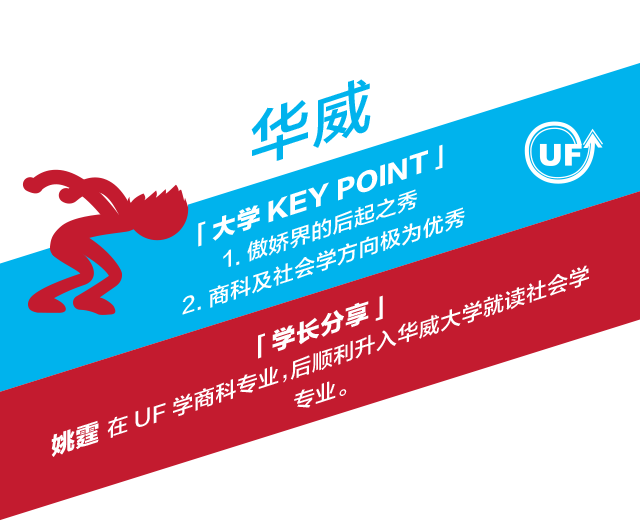 华威
UF
「大学 KEY POINT」
1. 傲娇界的后起之秀
2. 商科及社会学方向极为优秀
「学长分享」
姚霆 在 UF 学商科专业，后顺利升入华威大学就读社会学
专业。